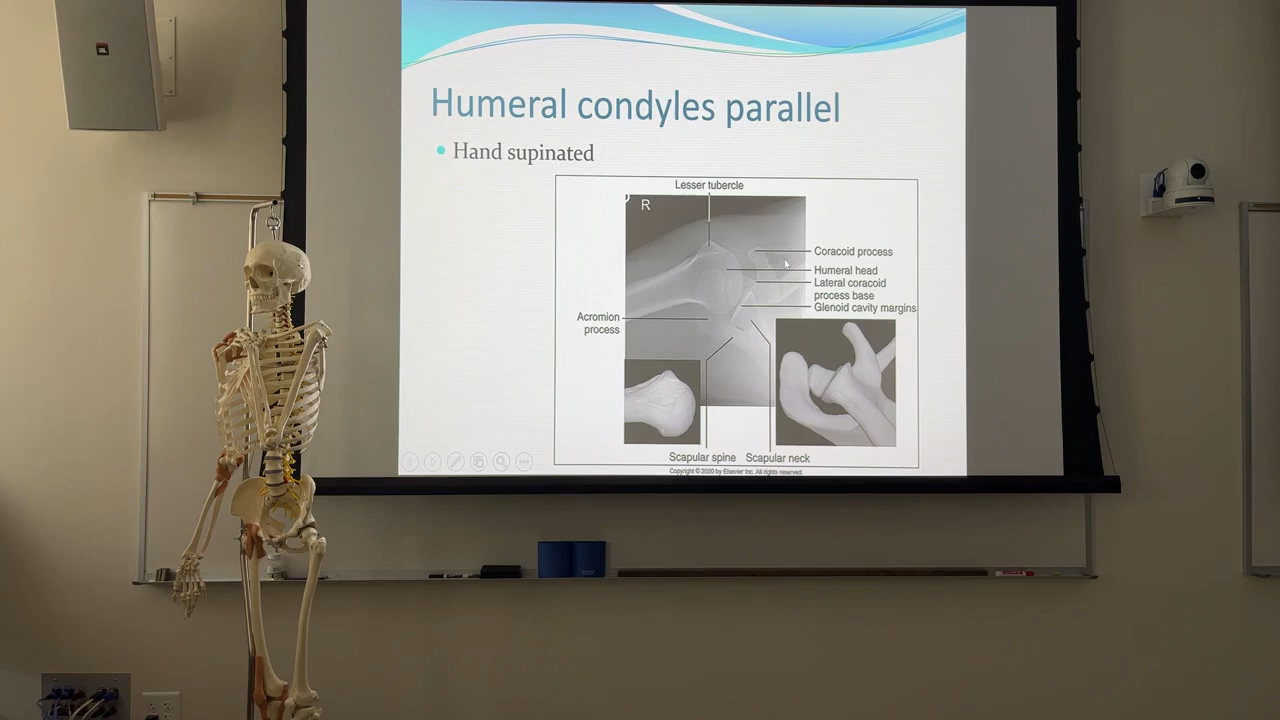 Humeral condyles parallel
Hand supinated
Lesser tubercle
R
Coracoid process
Humeral head
Lateral coracoid
process base
Glenoid cavity margins
Acromion
process
Scapular spine
Scapular neck
Copyright © 2020 by Elsevier Inc. All rights reserved.